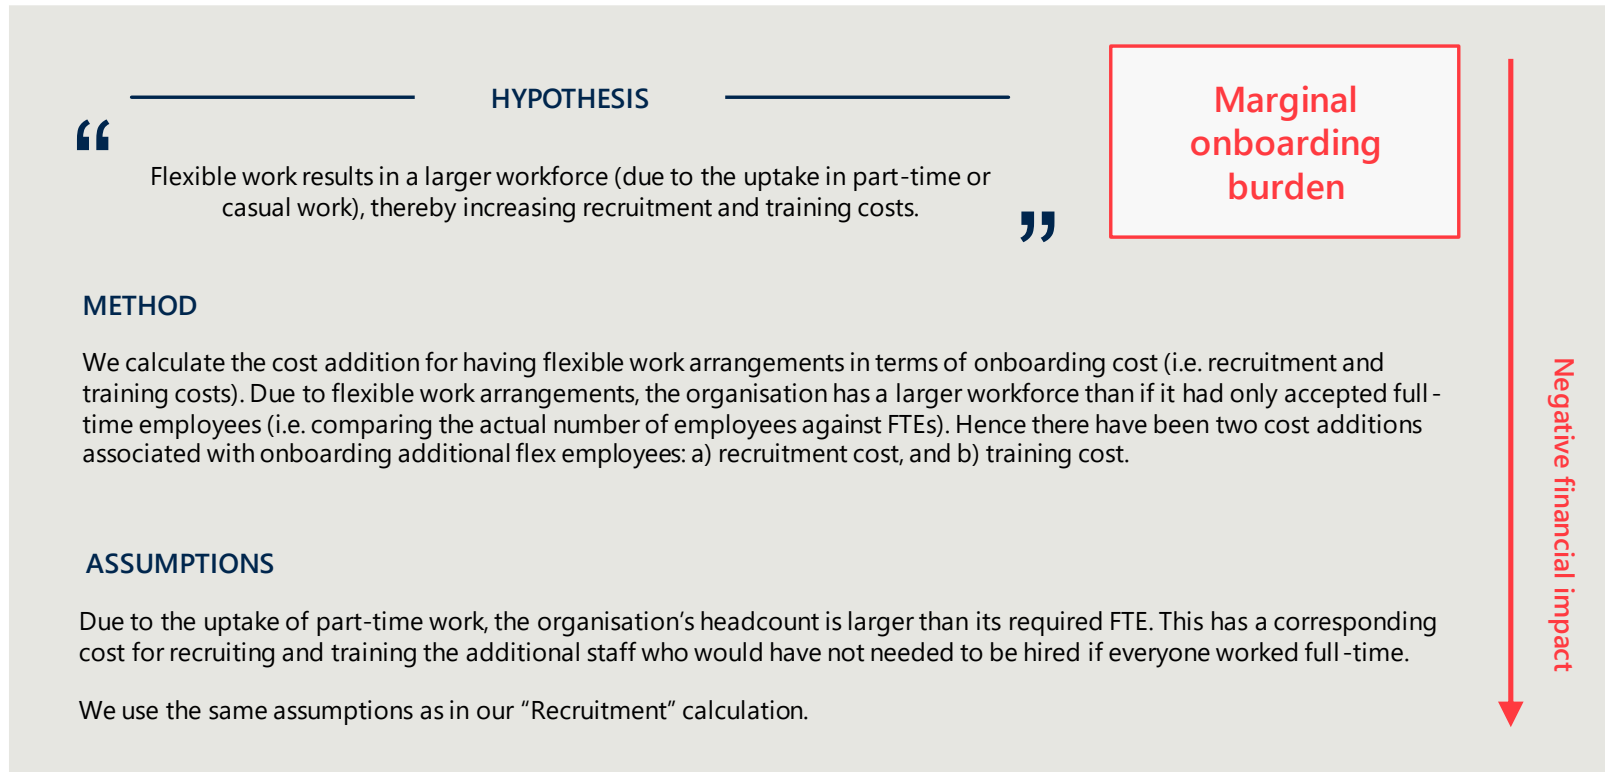 HYPOTHESIS
“
Flexible work results in a larger workforce (due to the uptake in part-time or
casual work), thereby increasing recruitment and training costs.
”
Marginal
onboarding
burden
METHOD
We calculate the cost addition for having flexible work arrangements in terms of onboarding cost (i.e. recruitment and
training costs). Due to flexible work arrangements, the organisation has a larger workforce than if it had only accepted full-
time employees (i.e. comparing the actual number of employees against FTEs). Hence there have been two cost additions
associated with onboarding additional flex employees: a) recruitment cost, and b) training cost.
ASSUMPTIONS
Due to the uptake of part-time work, the organisation’s headcount is larger than its required FTE. This has a corresponding
cost for recruiting and training the additional staff who would have not needed to be hired if everyone worked full-time.
We use the same assumptions as in our “Recruitment” calculation.
Negative financial impact